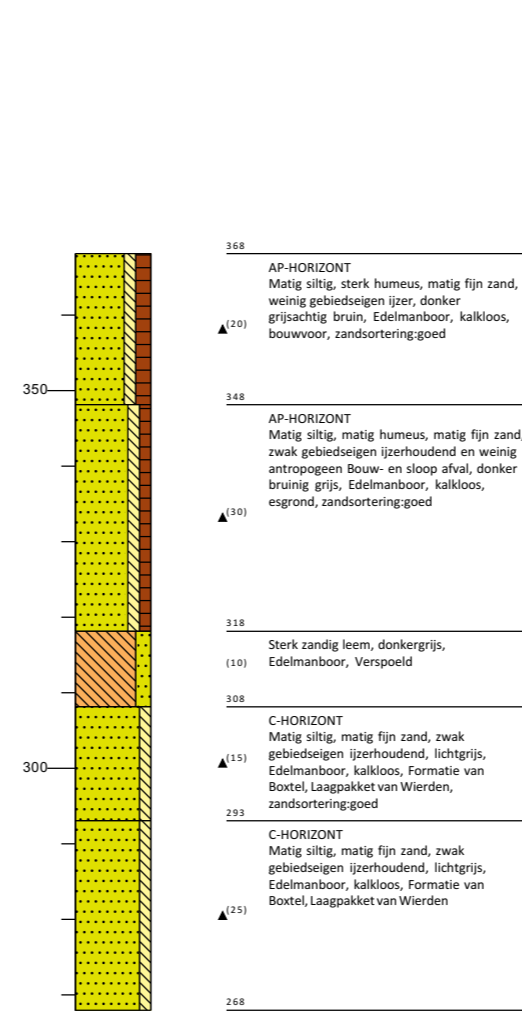 368
AP-HORIZONT
Matig siltig, sterk humeus, matig fijn zand,
weinig gebiedseigen ijzer, donker
grijsachtig bruin, Edelmanboor, kalkloos,
(20)
bouwvoor, zandsortering:goed
350
348
AP-HORIZONT
Matig siltig, matig humeus, matig fijn zand,
zwak gebiedseigen ijzerhoudend en weinig
antropogeen Bouw- en sloop afval, donker
bruinig grijs, Edelmanboor, kalkloos,
esgrond, zandsortering:goed
(30)
318
Sterk zandig leem, donkergrijs,
Edelmanboor, Verspoeld
(10)
308
C-HORIZONT
Matig siltig, matig fijn zand, zwak
gebiedseigen ijzerhoudend, lichtgrijs,
(15)
Edelmanboor, kalkloos, Formatie van
300
Boxtel, Laagpakket van Wierden,
zandsortering:goed
293
C-HORIZONT
Matig siltig, matig fijn zand, zwak
gebiedseigen ijzerhoudend, lichtgrijs,
Edelmanboor, kalkloos, Formatie van
Boxtel, Laagpakket van Wierden
(25)
268